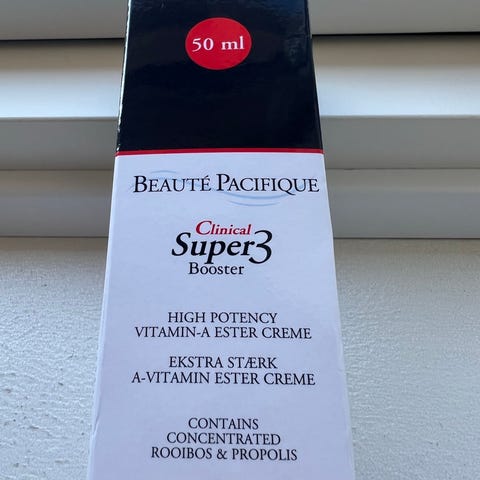 50 ml
BEAUTÉ PACIFIQUE
Clinical
Super3
Booster
HIGH POTENCY
VITAMIN-A ESTER CREME
EKSTRA STÆRK
A-VITAMIN ESTER CREME
CONTAINS
CONCENTRATED
ROOIBOS & PROPOLIS